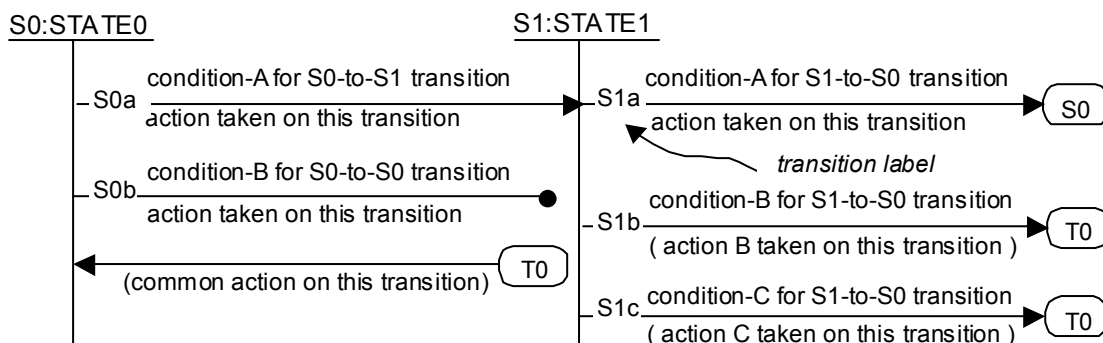 S0:STATE0
S1:STATE1
condition-A for S0-to-S1 transition
S0a
action taken on this transition
condition-A for S1-to-S0 transition
S1a
action taken on this transition
S0
transition label
condition-B for S0-to-S0 transition
S0b
action taken on this transition
condition-B for S1-to-S0 transition
S1b
( action B taken on this transition )
T0
T0
(common action on this transition)
condition-C for S1-to-S0 transition
S1c
( action C taken on this transition )
T0